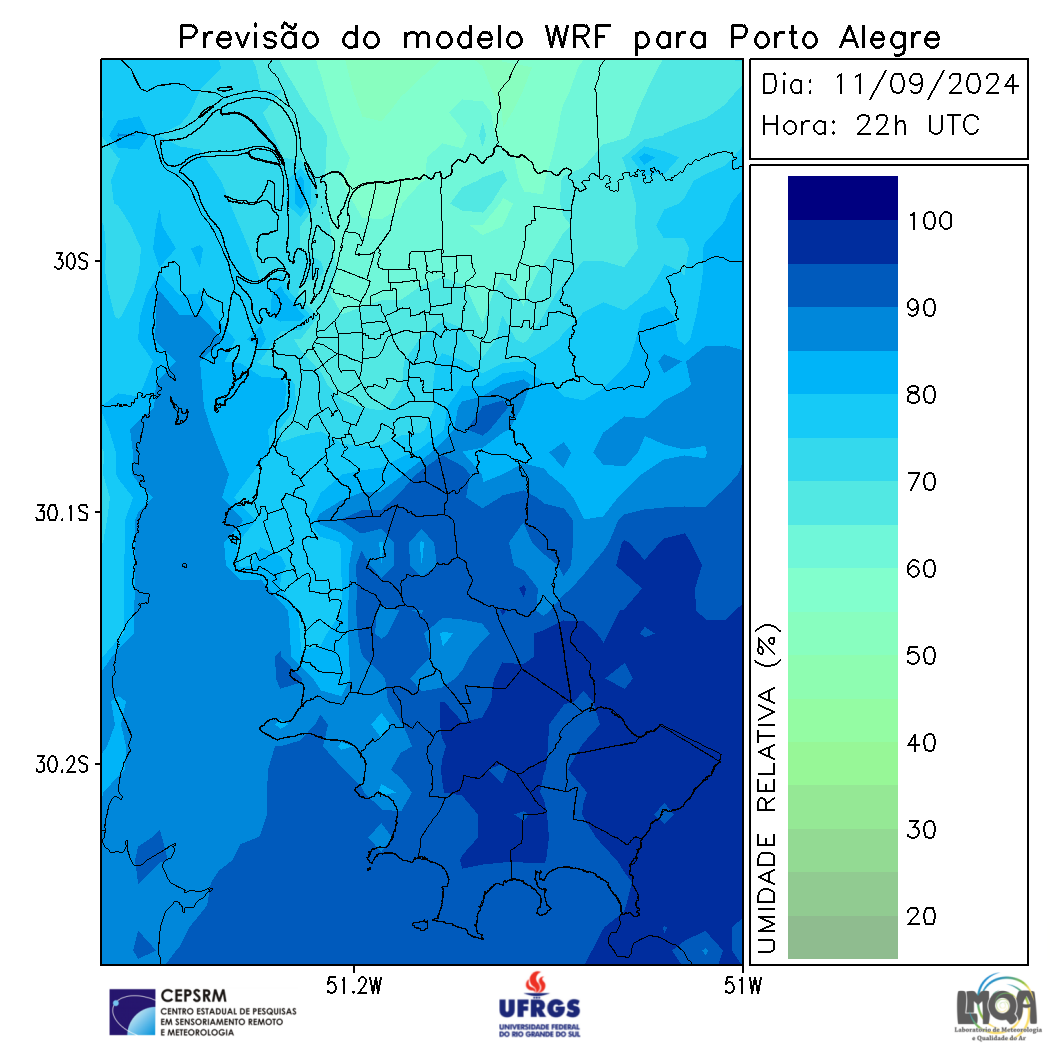 Previsão do modelo WRF para Porto Alegre
Dia: 11/09/2024
Hora: 22h UTC
30S
30.1S
30.2S
51.2W
51W
100
90
80
70
60
50
40
30
20
UMIDADE RELATIVA (%)
CEPSRM
CENTRO ESTADUAL DE PESQUISAS
EM SENSORIAMENTO REMOTO
E METEOROLOGIA
UFRGS
UNIVERSIDADE FEDERAL
DO RIO GRANDE DO SUL
LMQA
Laboratório de Meteorologia
e Qualidade do Ar